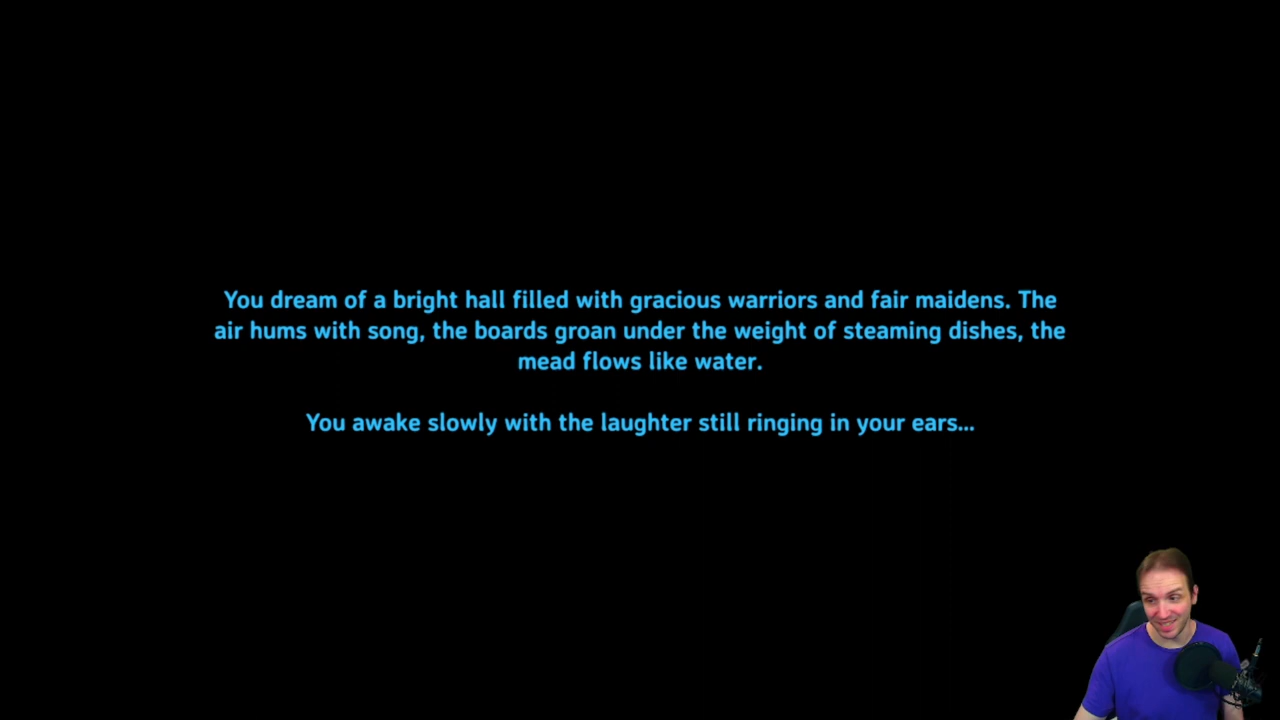 You dream of a bright hall filled with gracious warriors and fair maidens. The
air hums with song, the boards groan under the weight of steaming dishes, the
mead flows like water.
You awake slowly with the laughter still ringing in your ears...